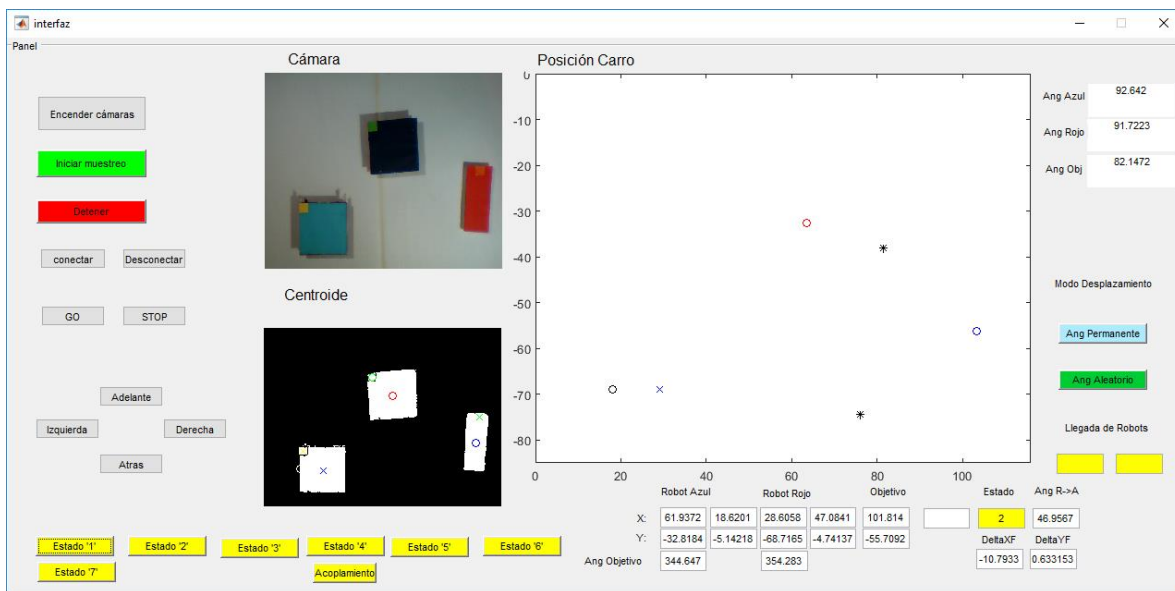 interfaz
Panel
Cámara
Posición Carro
Encender cámaras
Iniciar muestreo
Detener
conectar Desconectar
GO STOP
Adelante
Izquierda Derecha
Atras
Centroide
0
-10
-20
-30
-40
-50
-60
-70
-80
0 20 40 60 80 100
Ang Azul 92.642
Ang Rojo 91.7223
Ang Obj 82.1472
Modo Desplazamiento
Ang Permanente
Ang Aleatorio
Llegada de Robots
Robot Azul Robot Rojo Objetivo Estado Ang R->A
X: 61.9372 18.6201 28.6058 47.0841 101.814 2 46.9567
Y: -32.8184 -5.14218 -68.7165 -4.74137 -55.7092 DeltaXF DeltaYF
Ang Objetivo 344.647 354.283 -10.7933 0.633153
Estado '1' Estado '2' Estado '3' Estado '4' Estado '5' Estado '6'
Estado '7' Acoplamiento